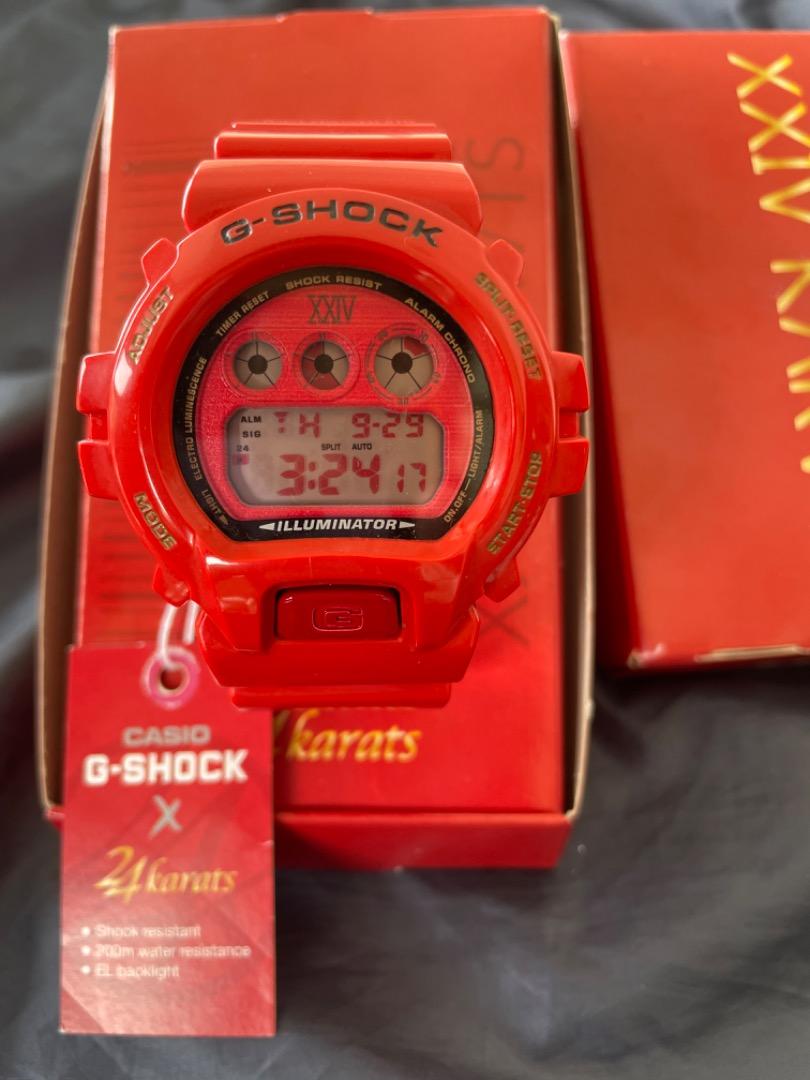 G-SHOCK
ADJUST
SPLIT·RESET
MODE
START·STOP
TIMER RESET
SHOCK RESIST
ALARM CHRONO
ELECTRO LUMINESCENCE
LIGHT
ON.OFF
LIGHT/ALARM
XXIV
ALM
SIG
24
TH 9-29
SPLIT AUTO
3:24 17
ILLUMINATOR
G
karats
CASIO
G-SHOCK
X
24karats
• Shock resistant
• 200m water resistance
• EL backlight
XXIV